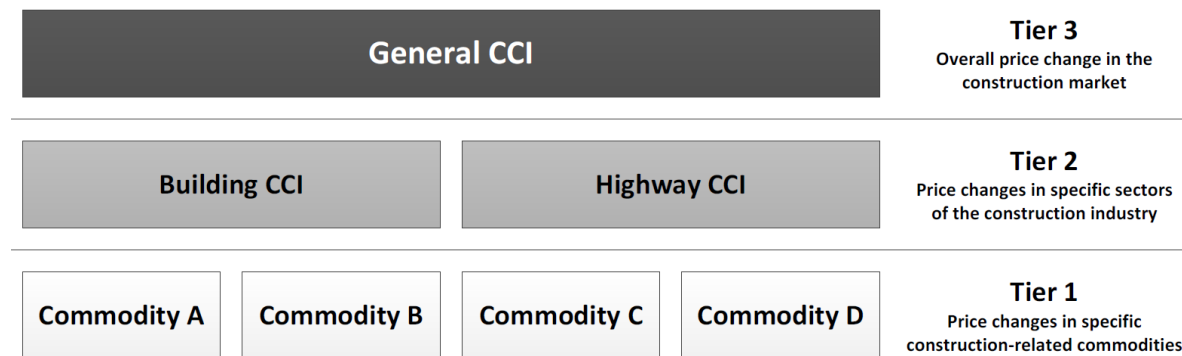 General CCI
Tier 3
Overall price change in the
construction market
Building CCI
Highway CCI
Tier 2
Price changes in specific sectors
of the construction industry
Commodity A
Commodity B
Commodity C
Commodity D
Tier 1
Price changes in specific
construction-related commodities